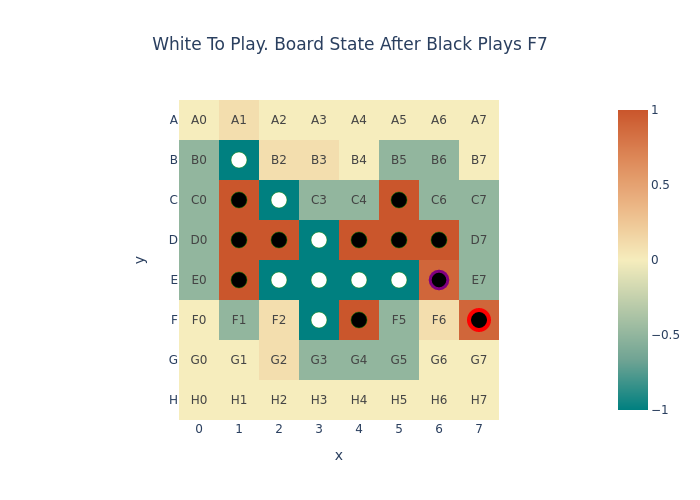 White To Play. Board State After Black Plays F7
A A0 A1 A2 A3 A4 A5 A6 A7
B B0 B2 B3 B4 B5 B6 B7
C C0 C3 C4 C6 C7
D D0 D7
E E0 E7
F F0 F1 F2 F5 F6
G G0 G1 G2 G3 G4 G5 G6 G7
H H0 H1 H2 H3 H4 H5 H6 H7
0 1 2 3 4 5 6 7
x
y
1
0.5
0
−0.5
−1